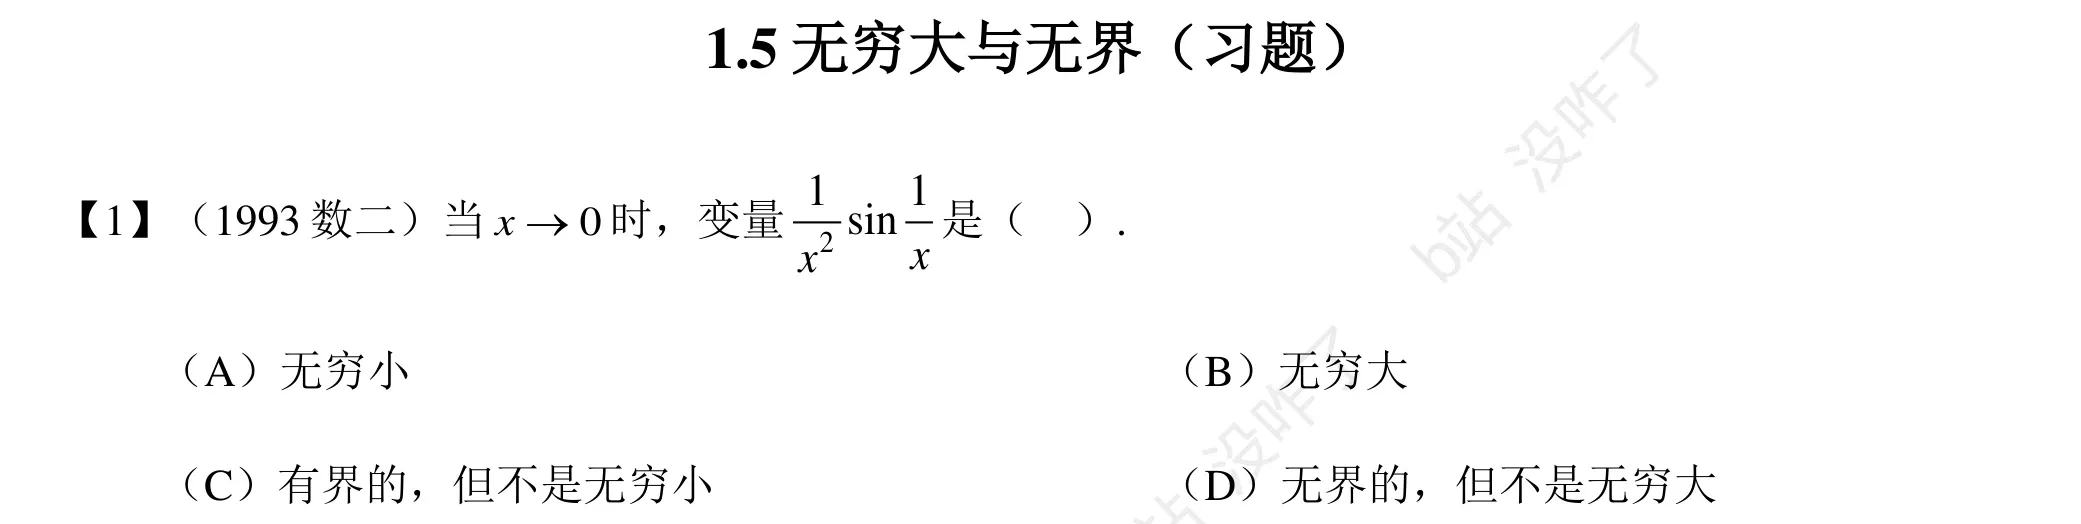 1.5 无穷大与无界（习题）
【1】（1993 数二）当 x → 0 时，变量 \frac{1}{x^2} \sin \frac{1}{x} 是（ ）.
（A）无穷小 （B）无穷大
（C）有界的，但不是无穷小 （D）无界的，但不是无穷大
b站 没咋了
站 没咋了